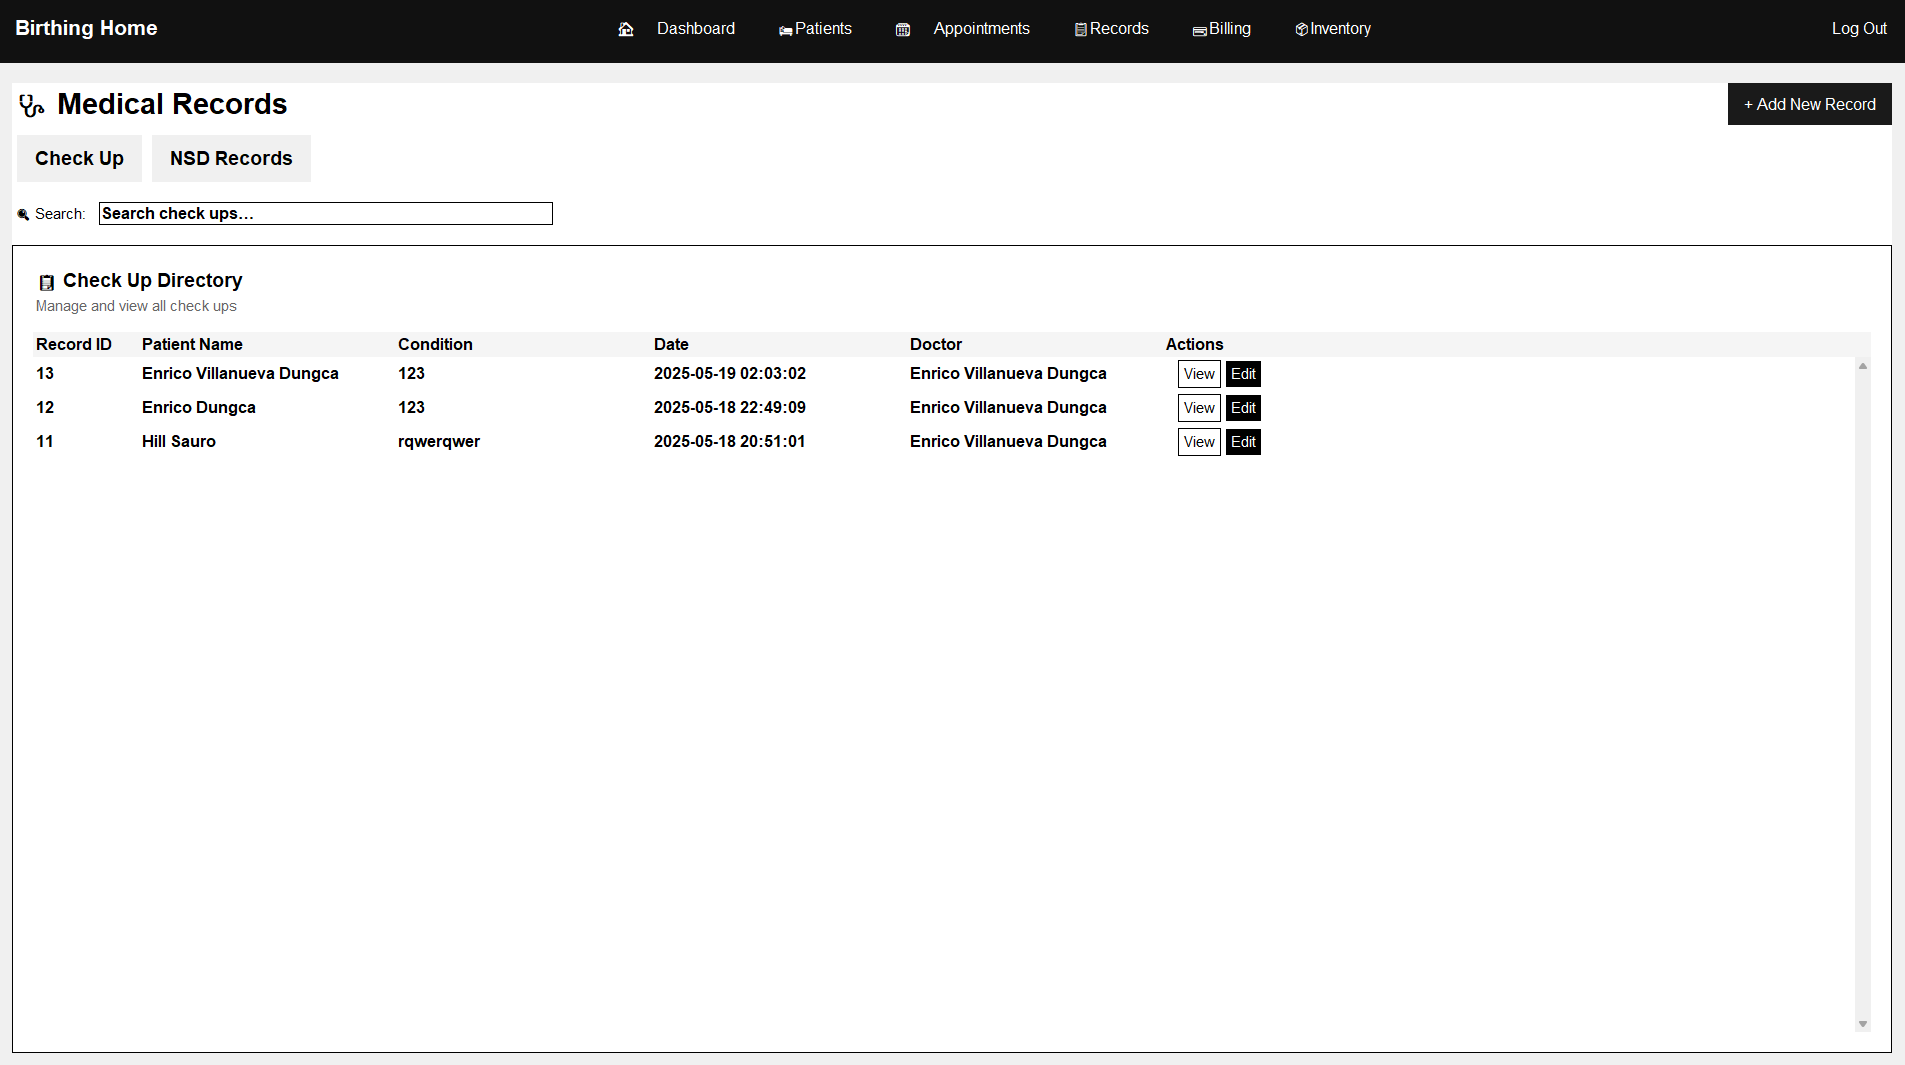 Birthing Home
Dashboard Patients Appointments Records Billing Inventory
Log Out
Medical Records
+ Add New Record
Check Up NSD Records
Search: Search check ups...
Check Up Directory
Manage and view all check ups
Record ID Patient Name Condition Date Doctor Actions
13 Enrico Villanueva Dungca 123 2025-05-19 02:03:02 Enrico Villanueva Dungca View Edit
12 Enrico Dungca 123 2025-05-18 22:49:09 Enrico Villanueva Dungca View Edit
11 Hill Sauro rqwerqwer 2025-05-18 20:51:01 Enrico Villanueva Dungca View Edit